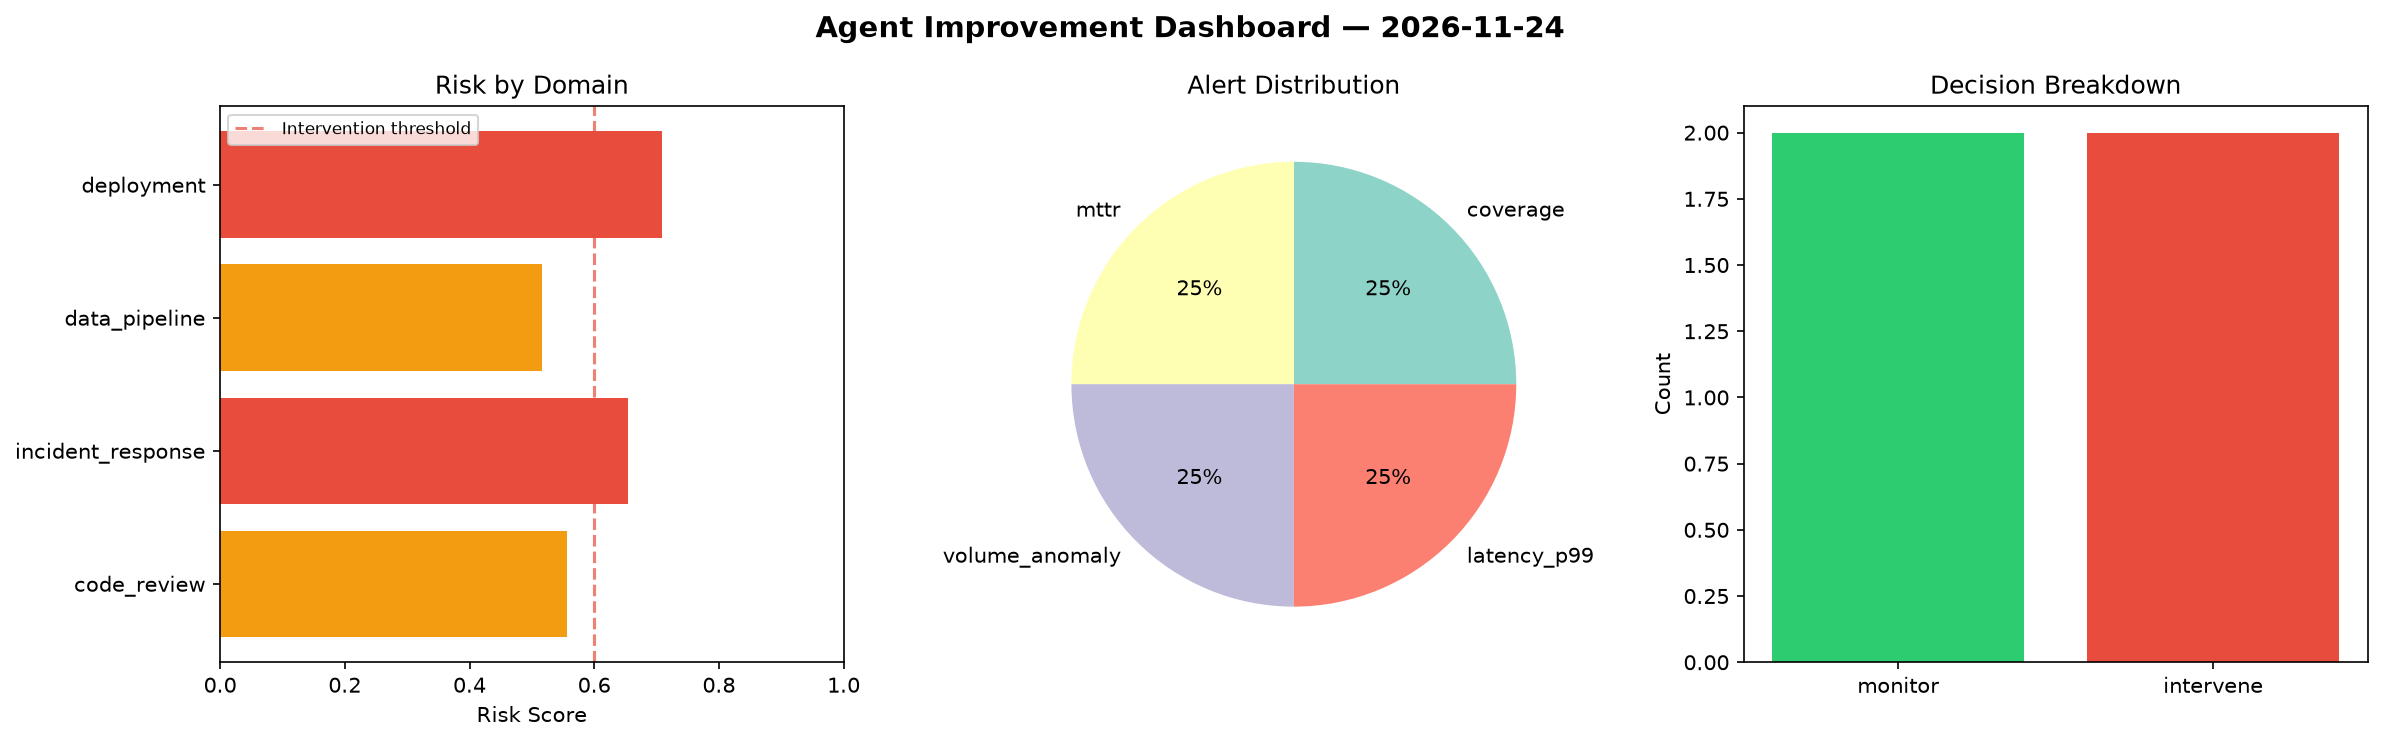 Agent Improvement Dashboard — 2026-11-24
Risk by Domain
Intervention threshold
deployment
data_pipeline
incident_response
code_review
0.0 0.2 0.4 0.6 0.8 1.0
Risk Score
Alert Distribution
mttr
coverage
25%
25%
25%
25%
volume_anomaly
latency_p99
Decision Breakdown
Count
2.00
1.75
1.50
1.25
1.00
0.75
0.50
0.25
0.00
monitor intervene